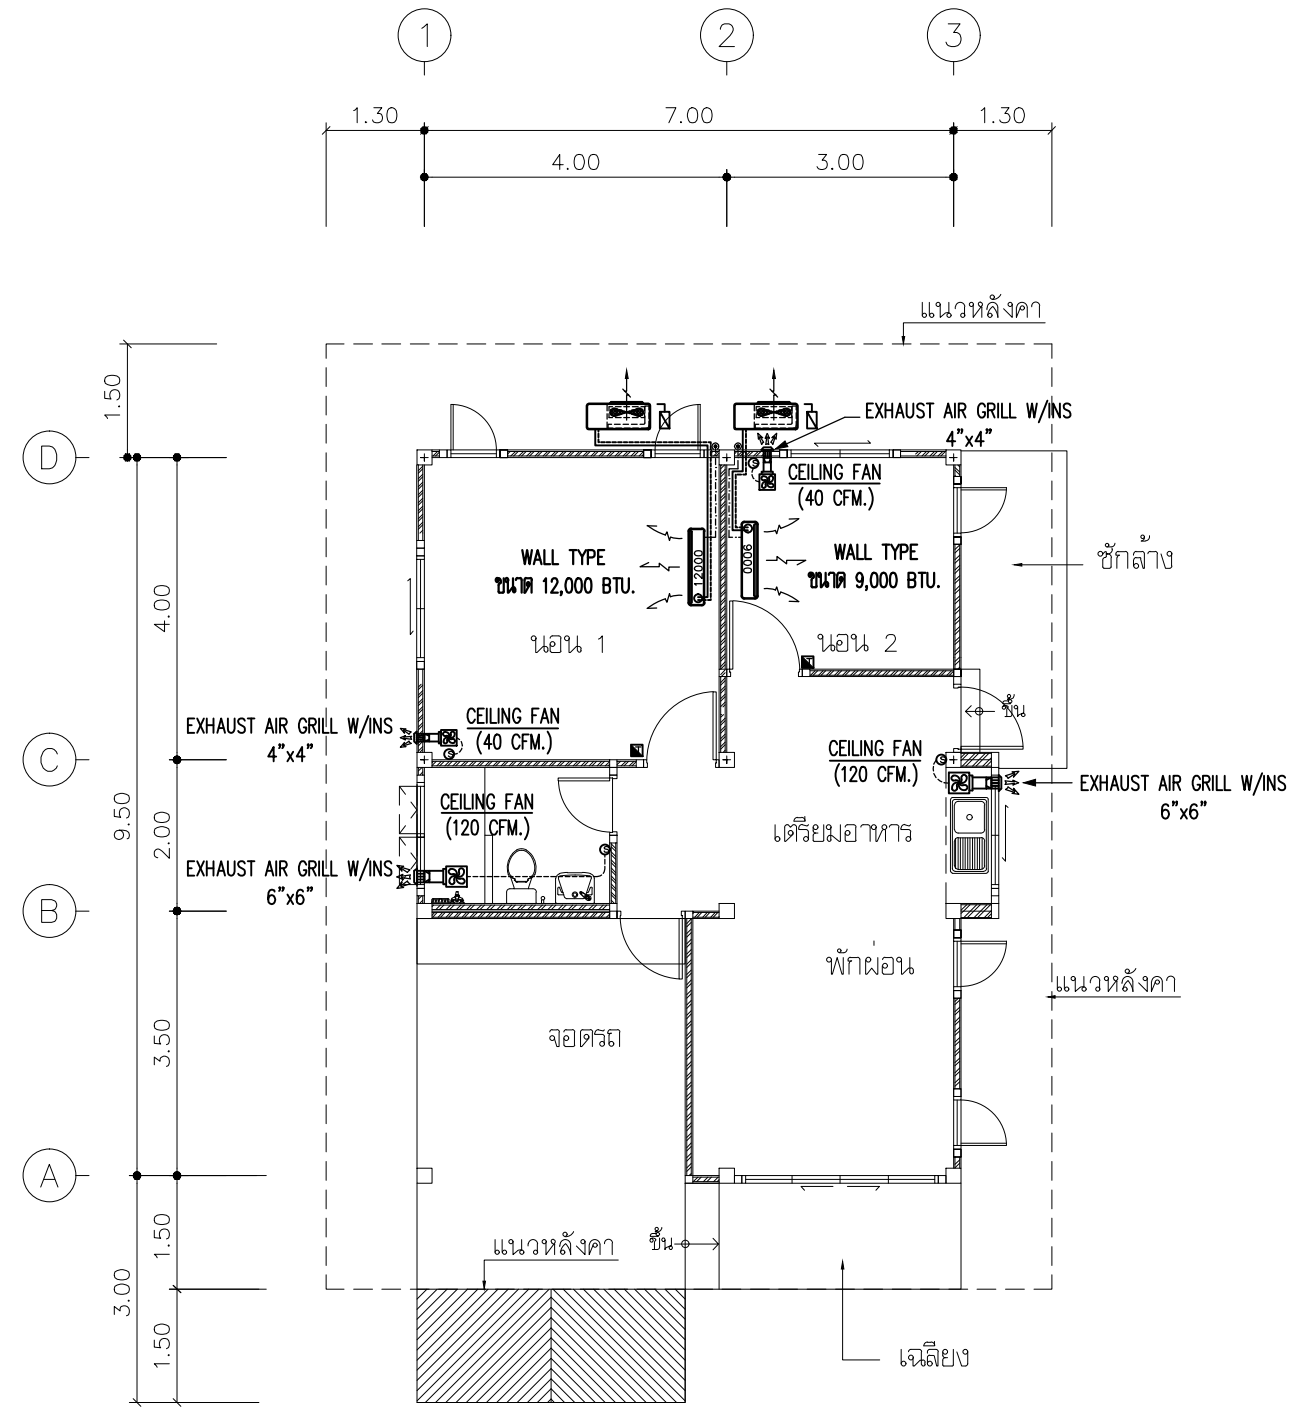 1
2
3
1.30
7.00
1.30
4.00
3.00
แนวหลังคา
1.50
EXHAUST AIR GRILL W/INS
4"x4"
D
CEILING FAN
(40 CFM.)
WALL TYPE
ขนาด 12,000 BTU.
12000
9000
WALL TYPE
ขนาด 9,000 BTU.
ซักล้าง
4.00
นอน 1
นอน 2
ขึ้น
EXHAUST AIR GRILL W/INS
4"x4"
CEILING FAN
(40 CFM.)
CEILING FAN
(120 CFM.)
C
EXHAUST AIR GRILL W/INS
6"x6"
9.50
2.00
CEILING FAN
(120 CFM.)
เตรียมอาหาร
EXHAUST AIR GRILL W/INS
6"x6"
B
พักผ่อน
แนวหลังคา
3.50
จอดรถ
A
1.50
แนวหลังคา
ขึ้น
3.00
1.50
เฉลียง